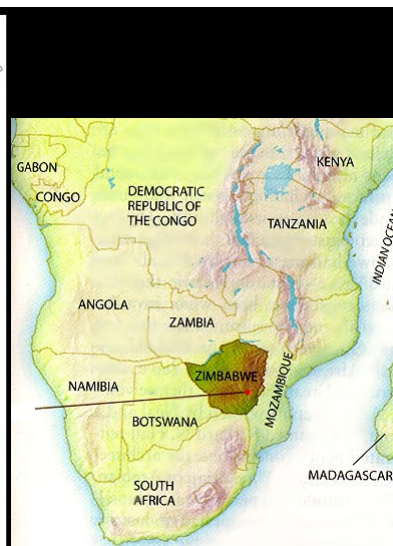 GABON
CONGO
DEMOCRATIC
REPUBLIC OF
THE CONGO
KENYA
TANZANIA
INDIAN OCEAN
ANGOLA
ZAMBIA
ZIMBABWE
MOZAMBIQUE
NAMIBIA
BOTSWANA
MADAGASCAR
SOUTH
AFRICA